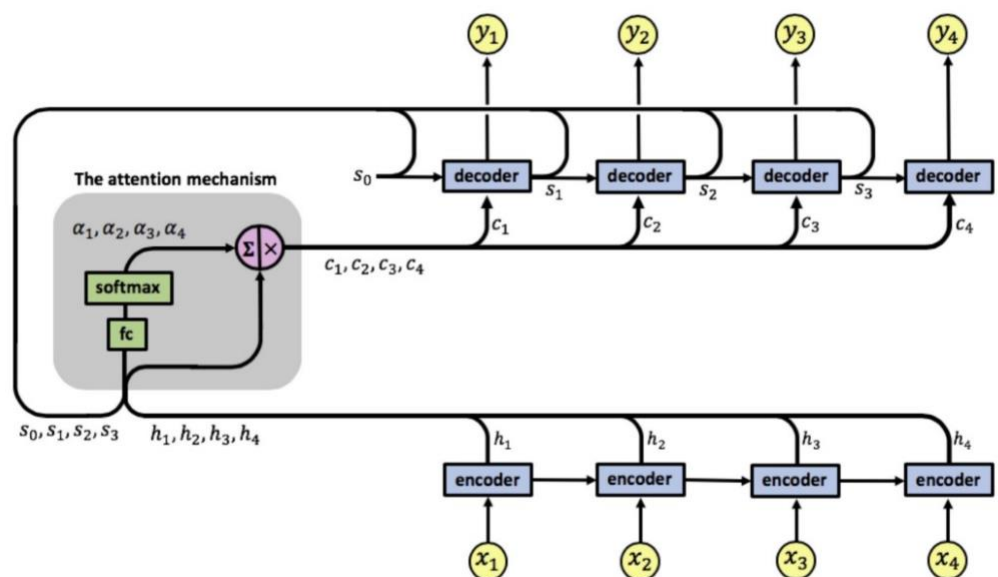 y₁ y₂ y₃ y₄
The attention mechanism
s₀ decoder s₁ decoder s₂ decoder s₃ decoder
α₁, α₂, α₃, α₄
c₁ c₂ c₃ c₄
Σ ×
c₁, c₂, c₃, c₄
softmax
fc
s₀, s₁, s₂, s₃ h₁, h₂, h₃, h₄
h₁ h₂ h₃ h₄
encoder encoder encoder encoder
x₁ x₂ x₃ x₄